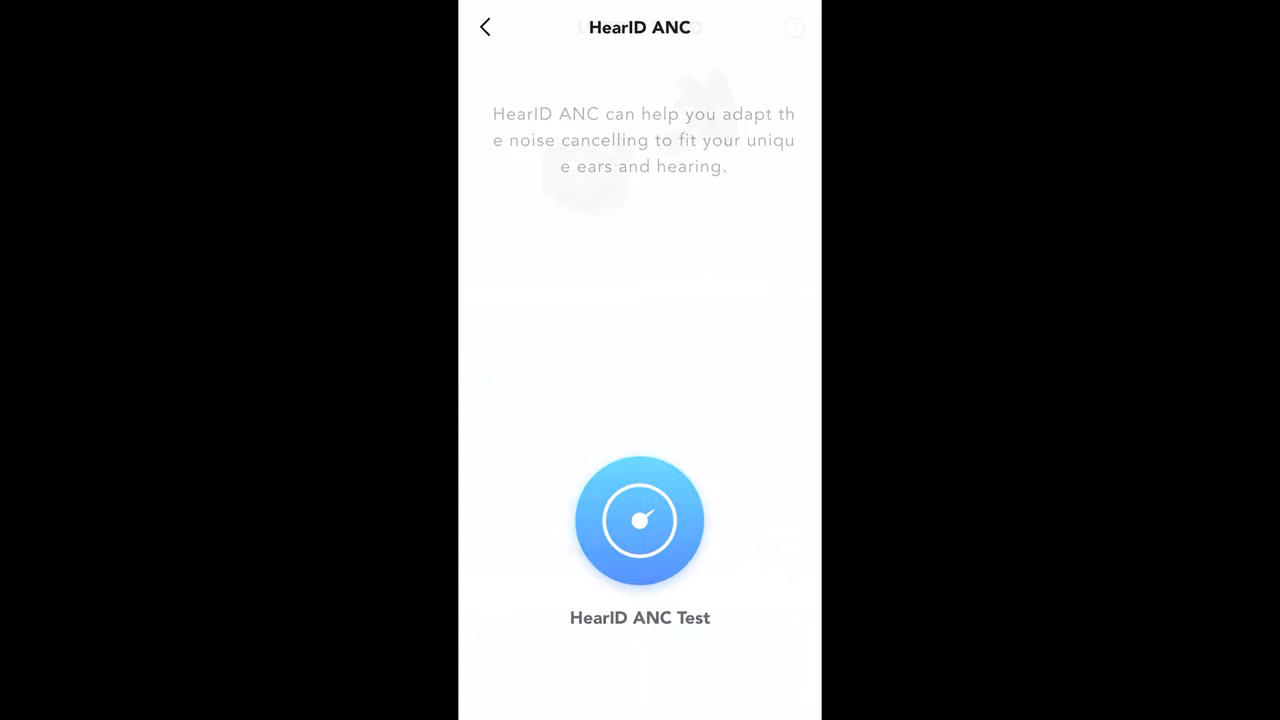 HearID ANC
HearID ANC can help you adapt th
e noise cancelling to fit your uniqu
e ears and hearing.
HearID ANC Test